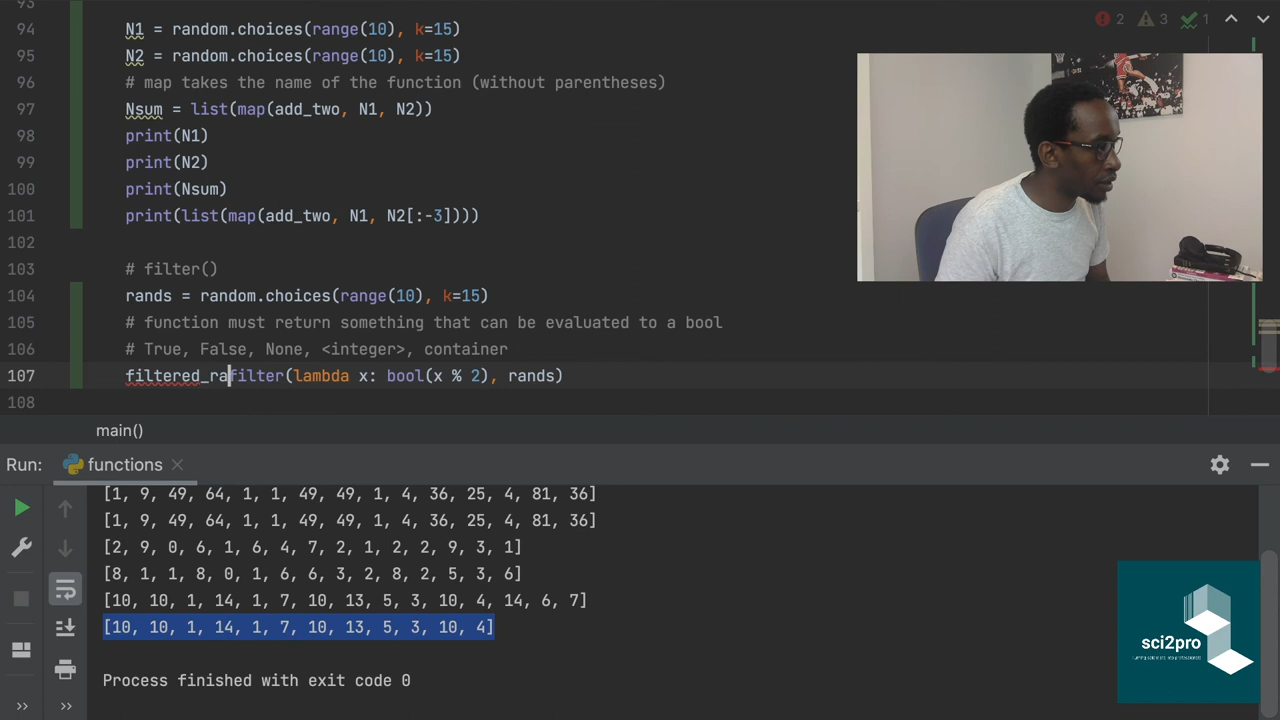 93
94 N1 = random.choices(range(10), k=15)
95 N2 = random.choices(range(10), k=15)
96 # map takes the name of the function (without parentheses)
97 Nsum = list(map(add_two, N1, N2))
98 print(N1)
99 print(N2)
100 print(Nsum)
101 print(list(map(add_two, N1, N2[:-3])))
102
103 # filter()
104 rands = random.choices(range(10), k=15)
105 # function must return something that can be evaluated to a bool
106 # True, False, None, <integer>, container
107 filtered_rafilter(lambda x: bool(x % 2), rands)
108
2 3 1
main()
Run: functions
[1, 9, 49, 64, 1, 1, 49, 49, 1, 4, 36, 25, 4, 81, 36]
[1, 9, 49, 64, 1, 1, 49, 49, 1, 4, 36, 25, 4, 81, 36]
[2, 9, 0, 6, 1, 6, 4, 7, 2, 1, 2, 2, 9, 3, 1]
[8, 1, 1, 8, 0, 1, 6, 6, 3, 2, 8, 2, 5, 3, 6]
[10, 10, 1, 14, 1, 7, 10, 13, 5, 3, 10, 4, 14, 6, 7]
[10, 10, 1, 14, 1, 7, 10, 13, 5, 3, 10, 4]
Process finished with exit code 0
sci2pro